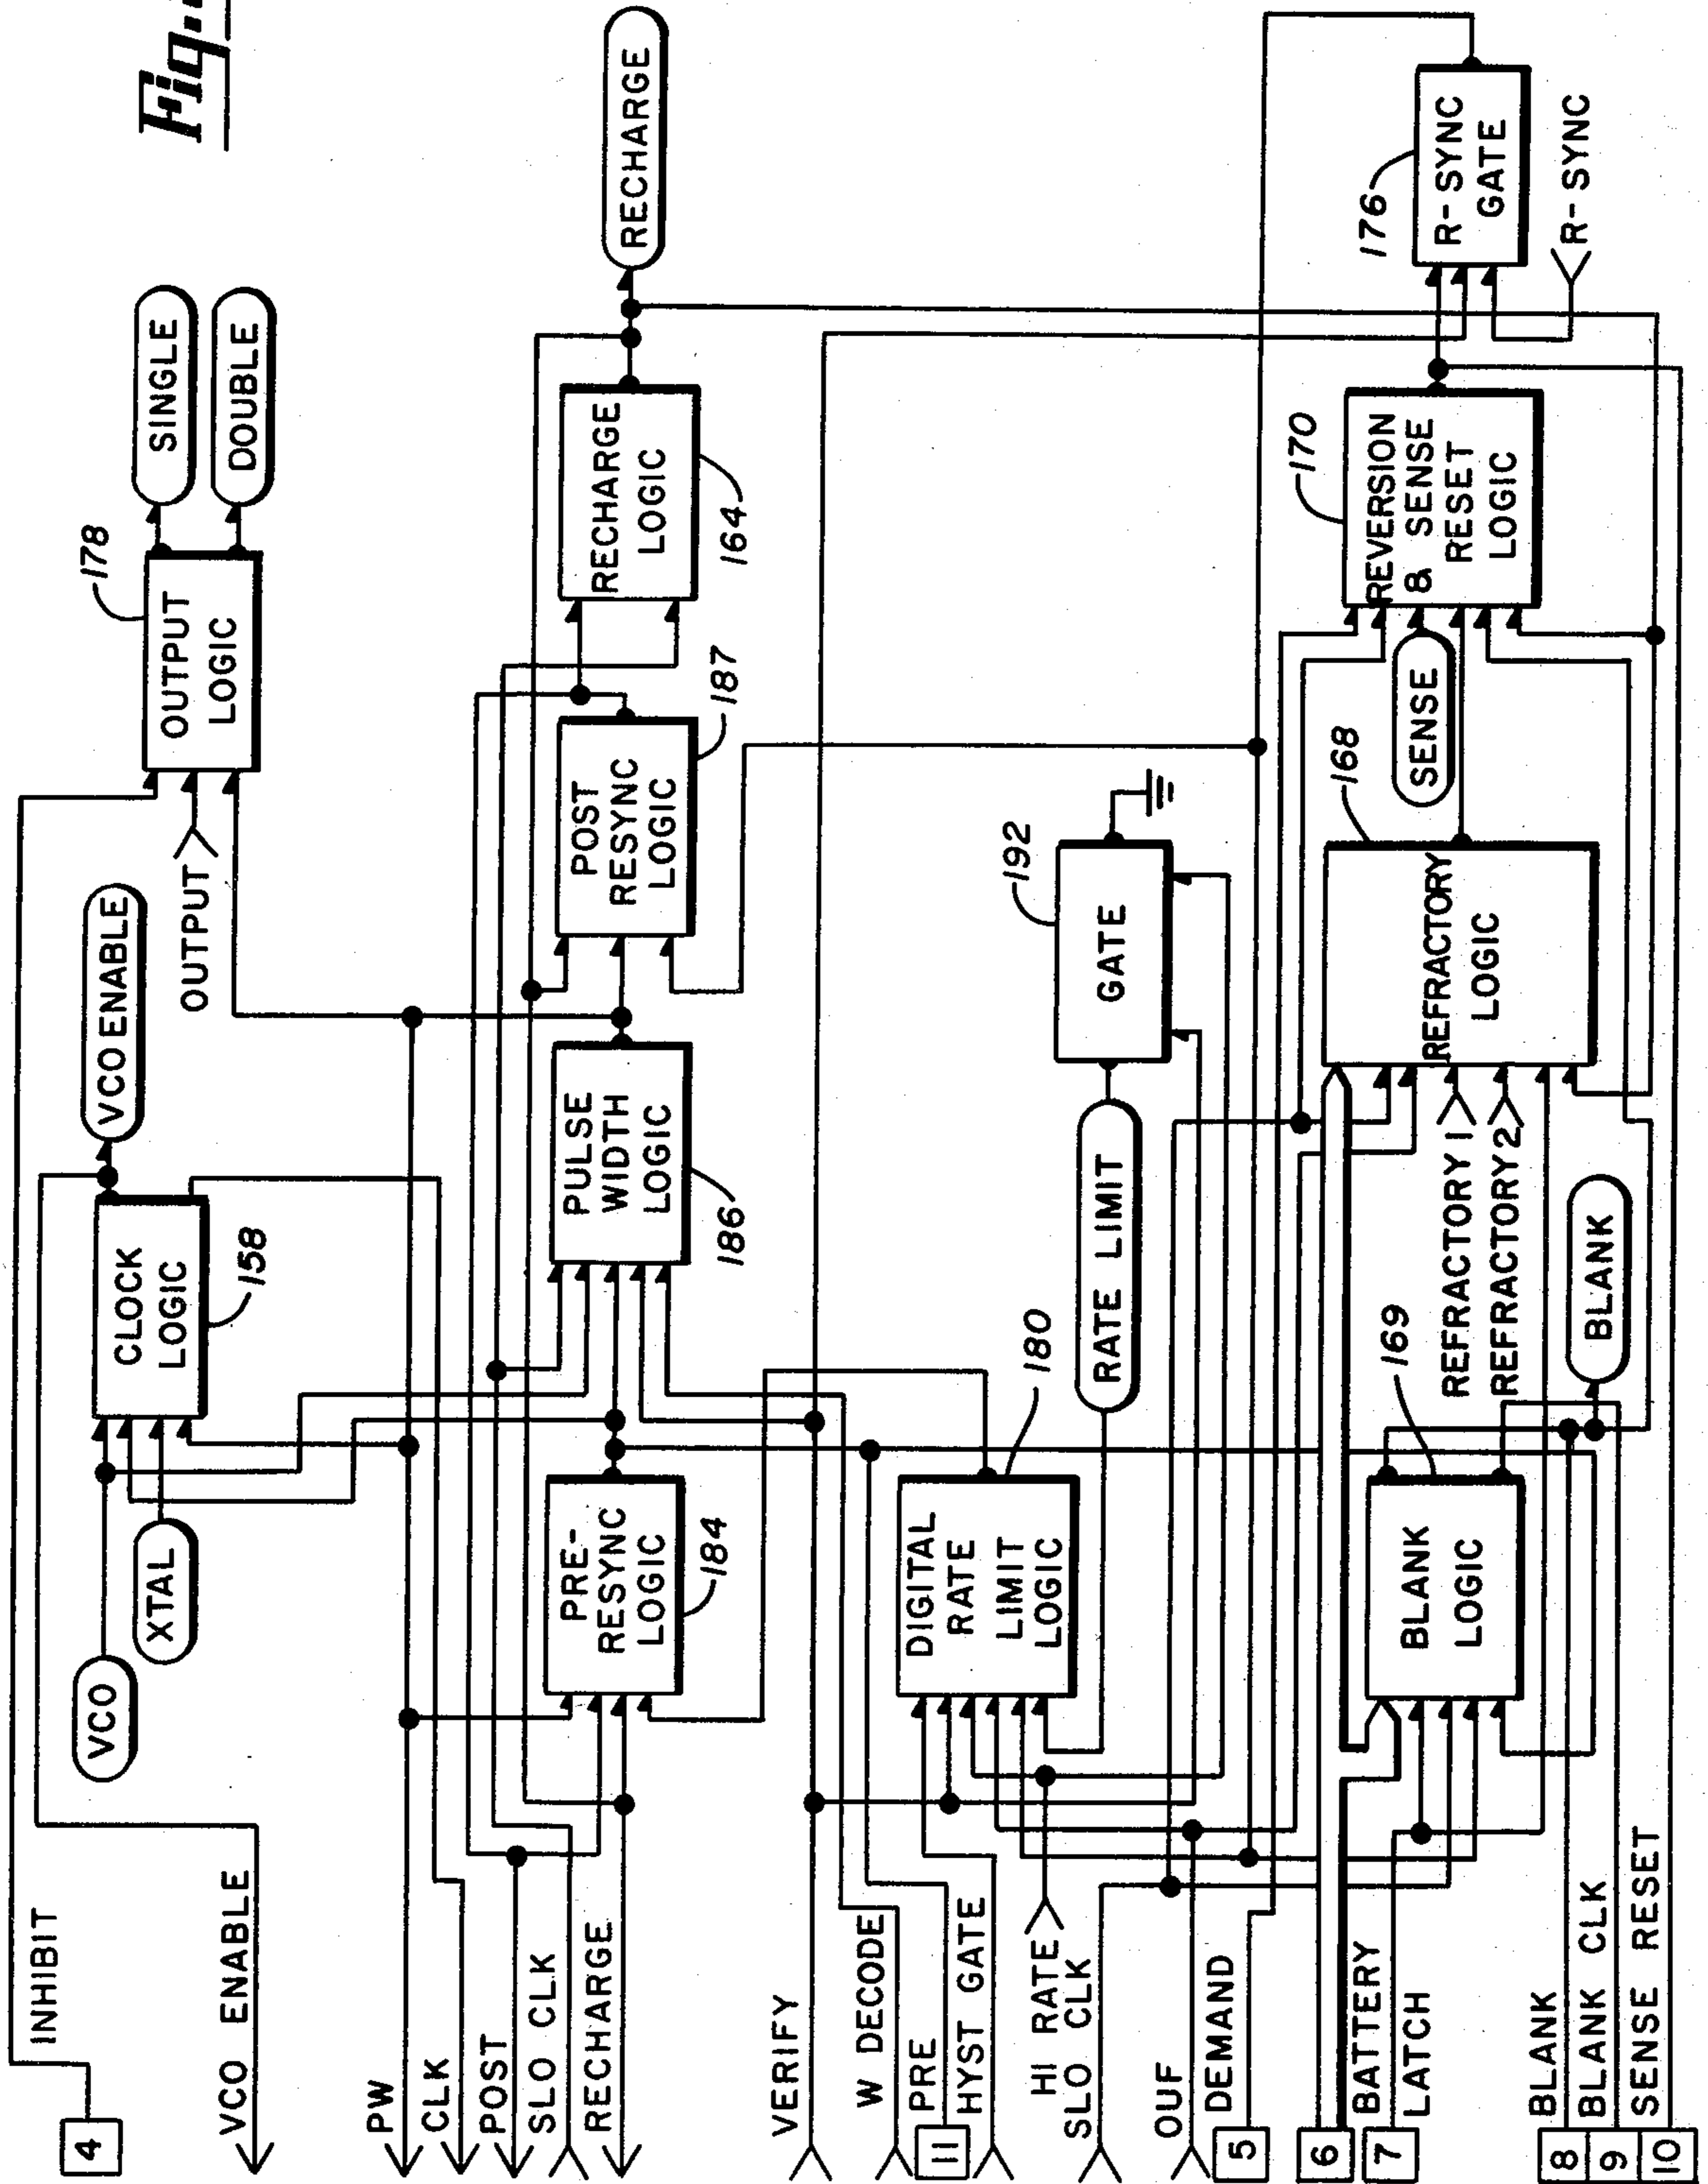 Fig.
4
INHIBIT
VCO ENABLE
VCO
XTAL
CLOCK
LOGIC
158
VCO ENABLE
OUTPUT
OUTPUT
LOGIC
178
SINGLE
DOUBLE
PW
CLK
POST
SLO CLK
RECHARGE
PRE-
RESYNC
LOGIC
184
PULSE
WIDTH
LOGIC
186
POST
RESYNC
LOGIC
187
RECHARGE
LOGIC
164
RECHARGE
VERIFY
W DECODE
11
PRE
HYST GATE
HI RATE
SLO CLK
OUF
5
DEMAND
DIGITAL
RATE
LIMIT
LOGIC
180
RATE LIMIT
GATE
192
6
7
BATTERY
LATCH
BLANK
LOGIC
169
REFRACTORY 1
REFRACTORY 2
BLANK
REFRACTORY
LOGIC
168
SENSE
REVERSION
& SENSE
RESET
LOGIC
170
R-SYNC
GATE
176
R-SYNC
8
BLANK
9
BLANK CLK
10
SENSE RESET